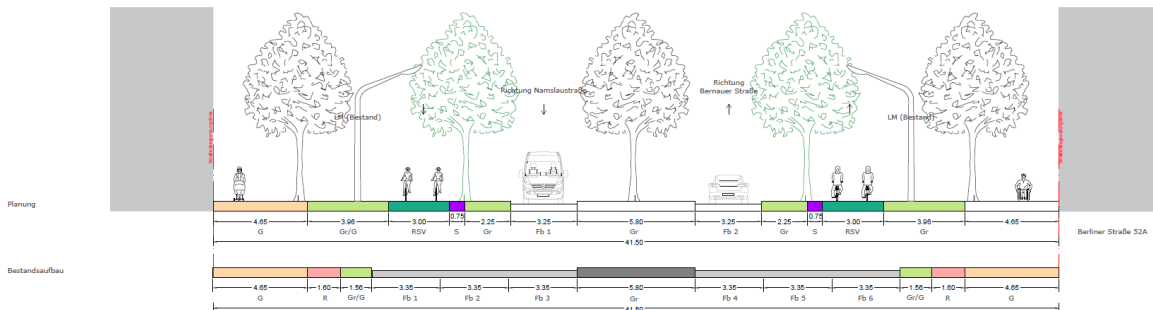 Richtung Namslaustraße
Richtung
Bernauer Straße
LM (Bestand)
LM (Bestand)
Planung
4.65
3.96
3.00
0.75
2.25
3.25
5.80
3.25
2.25
0.75
3.00
3.96
4.65
G
Gr/G
RSV
S
Gr
Fb 1
Gr
Fb 2
Gr
S
RSV
Gr
Berliner Straße 52A
41.50
Bestandsaufbau
4.65
1.60
1.56
3.35
3.35
3.35
5.80
3.35
3.35
3.35
1.56
1.60
4.65
G
R
Gr/G
Fb 1
Fb 2
Fb 3
Gr
Fb 4
Fb 5
Fb 6
Gr/G
R
G
41.50